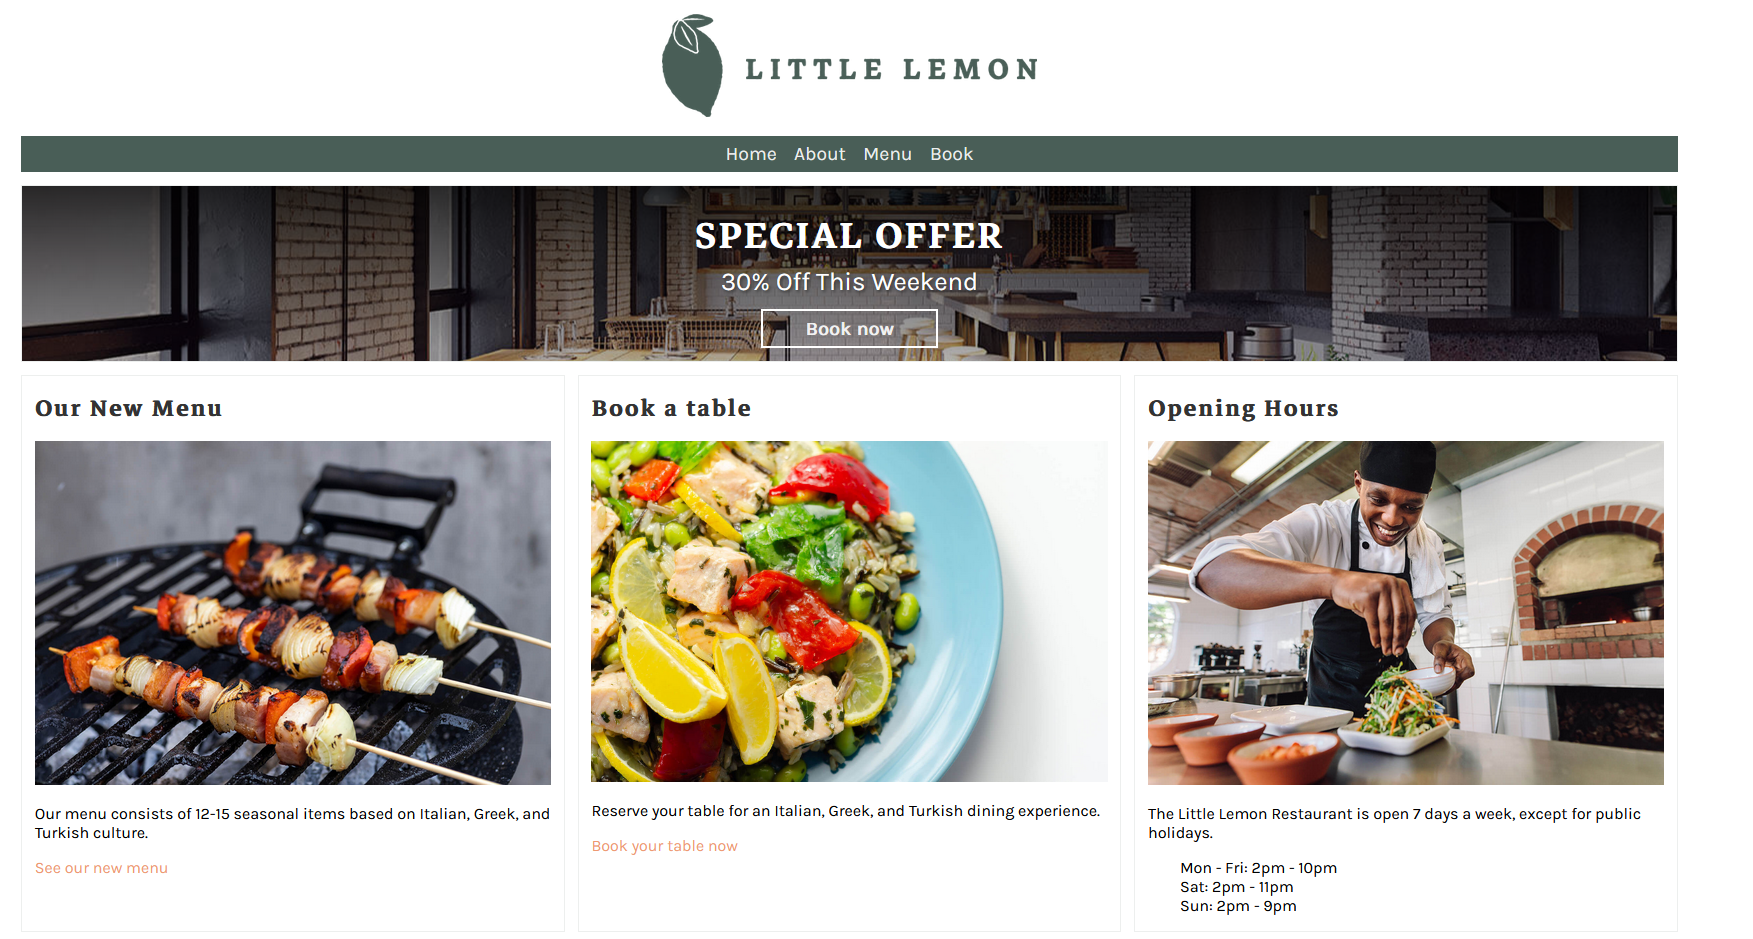 LITTLE LEMON
Home About Menu Book
SPECIAL OFFER
30% Off This Weekend
Book now
Our New Menu
Our menu consists of 12-15 seasonal items based on Italian, Greek, and
Turkish culture.
See our new menu
Book a table
Reserve your table for an Italian, Greek, and Turkish dining experience.
Book your table now
Opening Hours
The Little Lemon Restaurant is open 7 days a week, except for public
holidays.
Mon - Fri: 2pm - 10pm
Sat: 2pm - 11pm
Sun: 2pm - 9pm